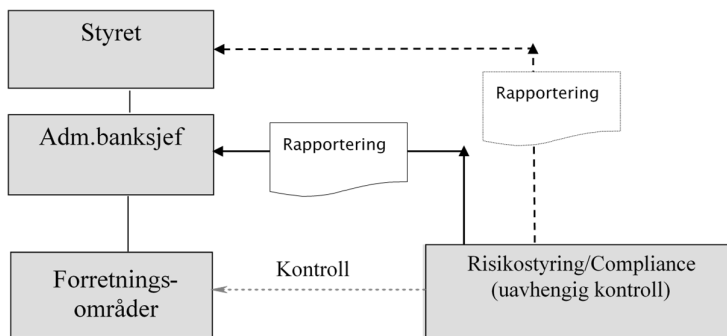 Styret
Rapportering
Adm.banksjef
Rapportering
Forretnings-
områder
Kontroll
Risikostyring/Compliance
(uavhengig kontroll)